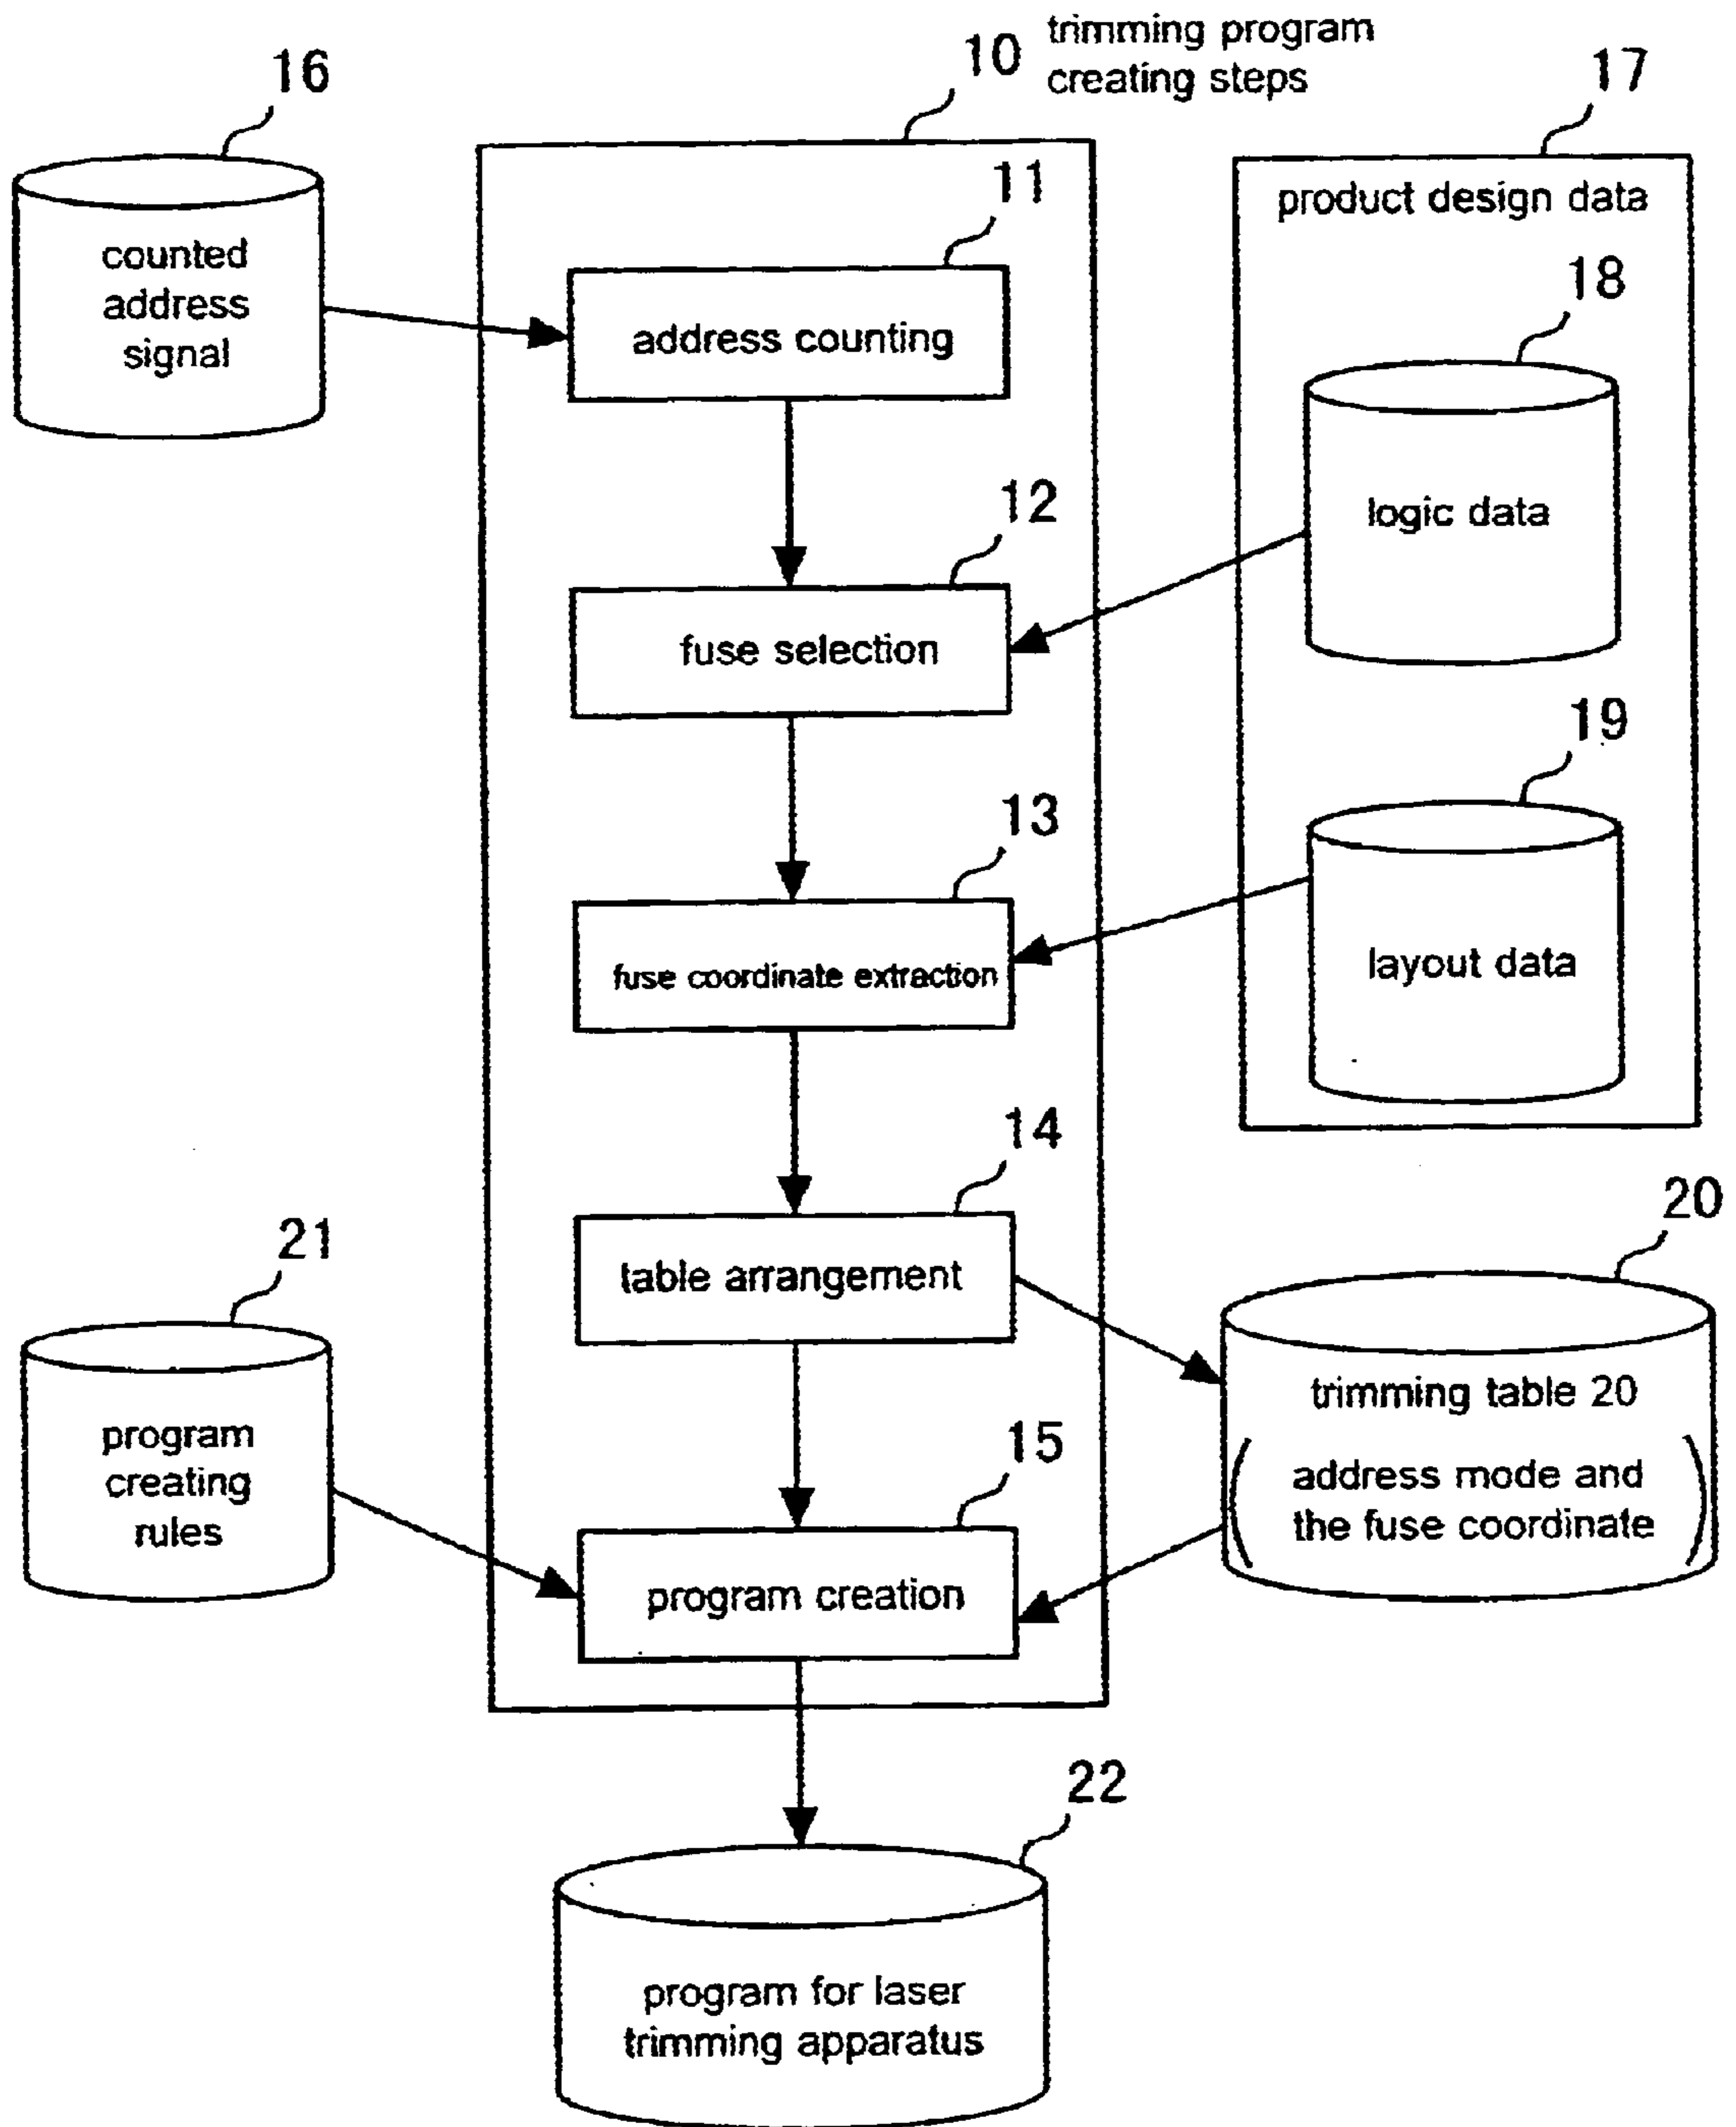 10
trimming program
creating steps
16
counted
address
signal
17
product design data
11
address counting
18
logic data
12
fuse selection
19
layout data
13
fuse coordinate extraction
14
table arrangement
20
trimming table 20
( address mode and
the fuse coordinate )
21
program
creating
rules
15
program creation
22
program for laser
trimming apparatus